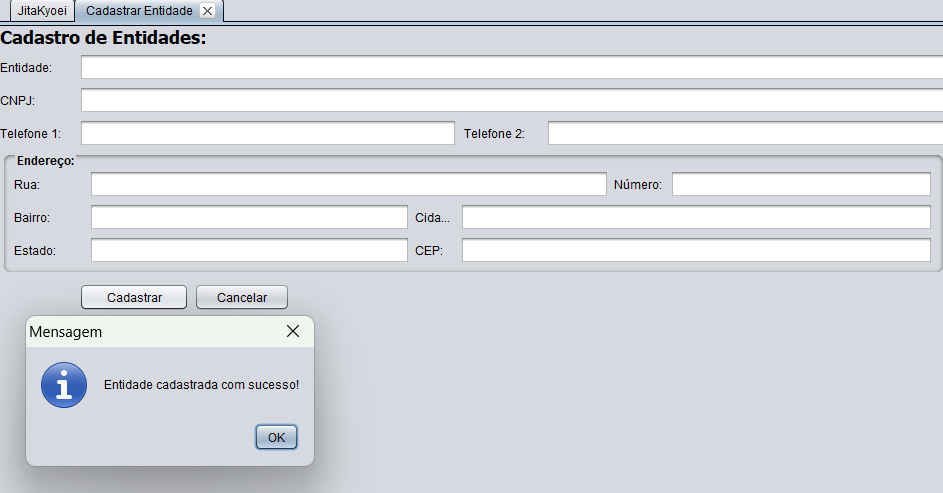 JitaKyoei Cadastrar Entidade
Cadastro de Entidades:
Entidade:
CNPJ:
Telefone 1: Telefone 2:
Endereço:
Rua: Número:
Bairro: Cida...
Estado: CEP:
Cadastrar Cancelar
Mensagem
Entidade cadastrada com sucesso!
OK